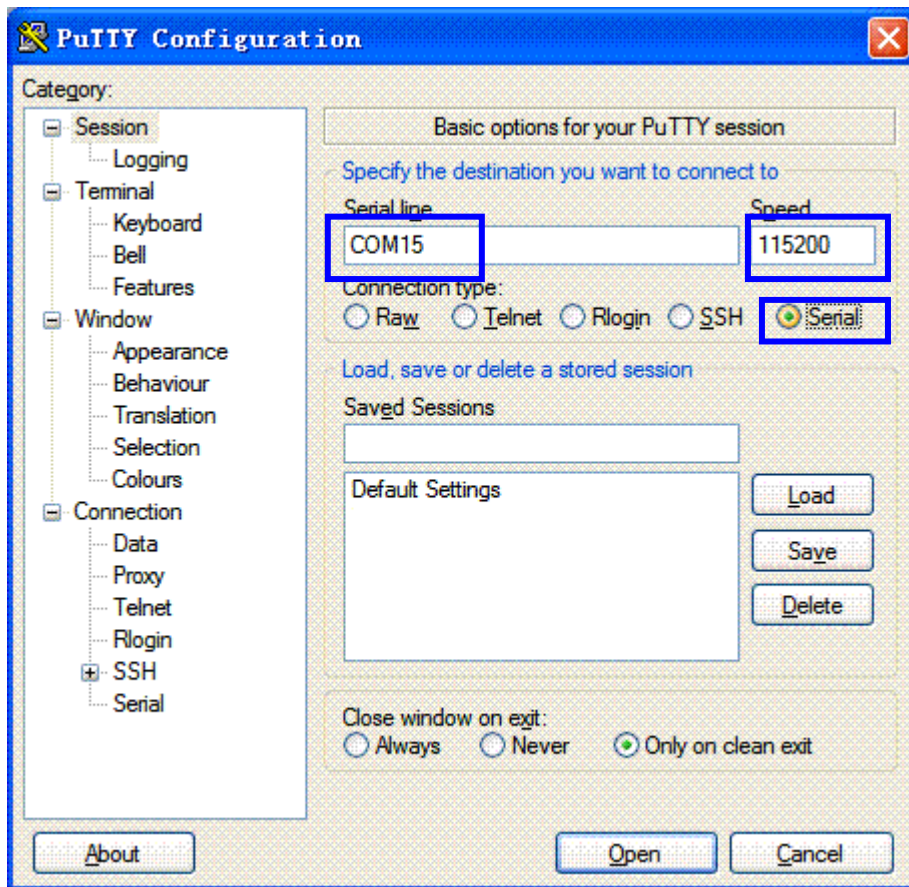 PuTTY Configuration
Category:
Session
Logging
Terminal
Keyboard
Bell
Features
Window
Appearance
Behaviour
Translation
Selection
Colours
Connection
Data
Proxy
Telnet
Rlogin
SSH
Serial
Basic options for your PuTTY session
Specify the destination you want to connect to
Serial line Speed
COM15 115200
Connection type:
Raw Telnet Rlogin SSH Serial
Load, save or delete a stored session
Saved Sessions
Default Settings
Load
Save
Delete
Close window on exit:
Always Never Only on clean exit
About Open Cancel